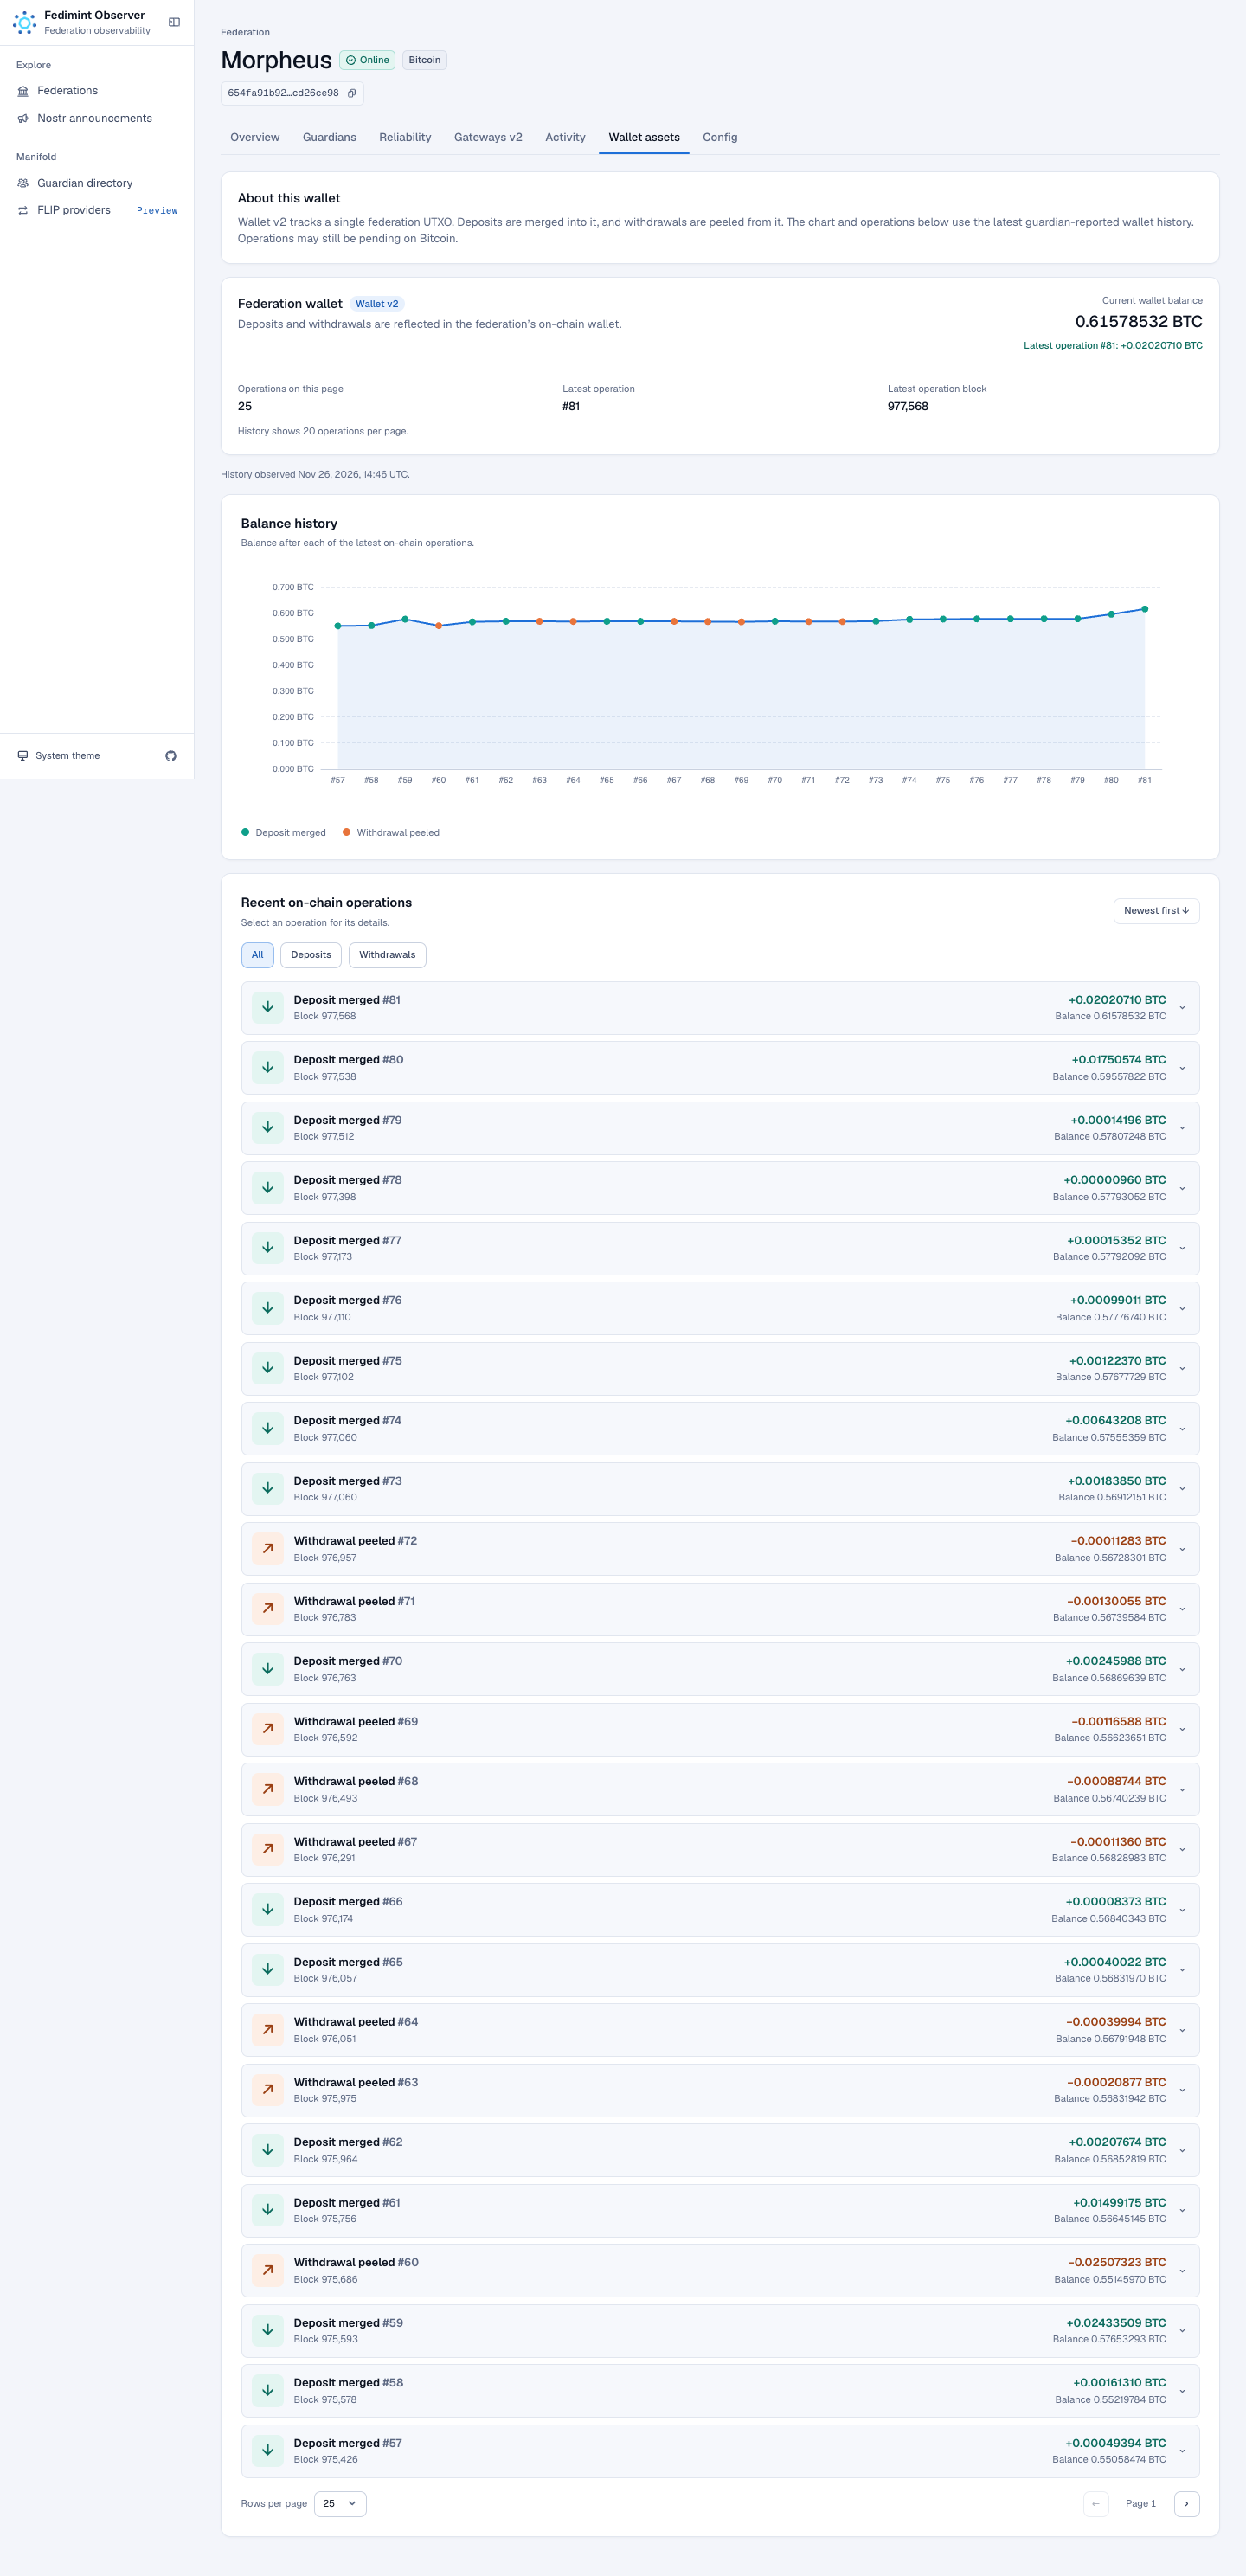 Fedimint Observer
Federation observability
Explore
Federations
Nostr announcements
Manifold
Guardian directory
FLIP providers Preview
System theme
Federation
Morpheus Online Bitcoin
654fa91b92…cd26ce98
Overview Guardians Reliability Gateways v2 Activity Wallet assets Config
About this wallet
Wallet v2 tracks a single federation UTXO. Deposits are merged into it, and withdrawals are peeled from it. The chart and operations below use the latest guardian-reported wallet history.
Operations may still be pending on Bitcoin.
Federation wallet Wallet v2
Deposits and withdrawals are reflected in the federation's on-chain wallet.
Current wallet balance
0.61578532 BTC
Latest operation #81: +0.02020710 BTC
Operations on this page Latest operation Latest operation block
25 #81 977,568
History shows 20 operations per page.
History observed Nov 26, 2026, 14:46 UTC.
Balance history
Balance after each of the latest on-chain operations.
0.700 BTC
0.600 BTC
0.500 BTC
0.400 BTC
0.300 BTC
0.200 BTC
0.100 BTC
0.000 BTC
#57 #58 #59 #60 #61 #62 #63 #64 #65 #66 #67 #68 #69 #70 #71 #72 #73 #74 #75 #76 #77 #78 #79 #80 #81
Deposit merged Withdrawal peeled
Recent on-chain operations
Select an operation for its details.
Newest first ↓
All Deposits Withdrawals
Deposit merged #81 +0.02020710 BTC
Block 977,568 Balance 0.61578532 BTC
Deposit merged #80 +0.01750574 BTC
Block 977,538 Balance 0.59557822 BTC
Deposit merged #79 +0.00014196 BTC
Block 977,512 Balance 0.57807248 BTC
Deposit merged #78 +0.00000960 BTC
Block 977,398 Balance 0.57793052 BTC
Deposit merged #77 +0.00015352 BTC
Block 977,173 Balance 0.57792092 BTC
Deposit merged #76 +0.00099011 BTC
Block 977,110 Balance 0.57776740 BTC
Deposit merged #75 +0.00122370 BTC
Block 977,102 Balance 0.57677729 BTC
Deposit merged #74 +0.00643208 BTC
Block 977,060 Balance 0.57555359 BTC
Deposit merged #73 +0.00183850 BTC
Block 977,060 Balance 0.56912151 BTC
Withdrawal peeled #72 −0.00011283 BTC
Block 976,957 Balance 0.56728301 BTC
Withdrawal peeled #71 −0.00130055 BTC
Block 976,783 Balance 0.56739584 BTC
Deposit merged #70 +0.00245988 BTC
Block 976,763 Balance 0.56869639 BTC
Withdrawal peeled #69 −0.00116588 BTC
Block 976,592 Balance 0.56623651 BTC
Withdrawal peeled #68 −0.00088744 BTC
Block 976,493 Balance 0.56740239 BTC
Withdrawal peeled #67 −0.00011360 BTC
Block 976,291 Balance 0.56828983 BTC
Deposit merged #66 +0.00008373 BTC
Block 976,174 Balance 0.56840343 BTC
Deposit merged #65 +0.00040022 BTC
Block 976,057 Balance 0.56831970 BTC
Withdrawal peeled #64 −0.00039994 BTC
Block 976,051 Balance 0.56791948 BTC
Withdrawal peeled #63 −0.00020877 BTC
Block 975,975 Balance 0.56831942 BTC
Deposit merged #62 +0.00207674 BTC
Block 975,964 Balance 0.56852819 BTC
Deposit merged #61 +0.01499175 BTC
Block 975,756 Balance 0.56645145 BTC
Withdrawal peeled #60 −0.02507323 BTC
Block 975,686 Balance 0.55145970 BTC
Deposit merged #59 +0.02433509 BTC
Block 975,593 Balance 0.57653293 BTC
Deposit merged #58 +0.00161310 BTC
Block 975,578 Balance 0.55219784 BTC
Deposit merged #57 +0.00049394 BTC
Block 975,426 Balance 0.55058474 BTC
Rows per page 25 ← Page 1 ›